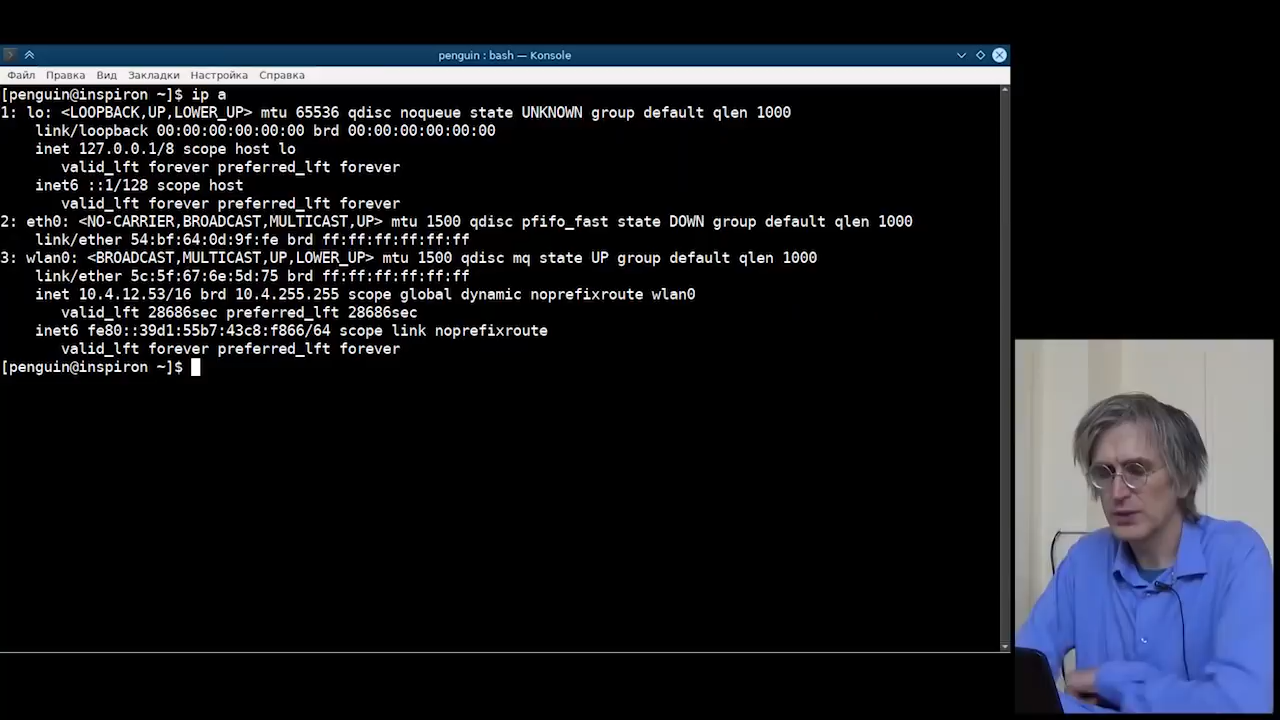 penguin : bash — Konsole
Файл Правка Вид Закладки Настройка Справка
[penguin@inspiron ~]$ ip a
1: lo: <LOOPBACK,UP,LOWER_UP> mtu 65536 qdisc noqueue state UNKNOWN group default qlen 1000
link/loopback 00:00:00:00:00:00 brd 00:00:00:00:00:00
inet 127.0.0.1/8 scope host lo
valid_lft forever preferred_lft forever
inet6 ::1/128 scope host
valid_lft forever preferred_lft forever
2: eth0: <NO-CARRIER,BROADCAST,MULTICAST,UP> mtu 1500 qdisc pfifo_fast state DOWN group default qlen 1000
link/ether 54:bf:64:0d:9f:fe brd ff:ff:ff:ff:ff:ff
3: wlan0: <BROADCAST,MULTICAST,UP,LOWER_UP> mtu 1500 qdisc mq state UP group default qlen 1000
link/ether 5c:5f:67:6e:5d:75 brd ff:ff:ff:ff:ff:ff
inet 10.4.12.53/16 brd 10.4.255.255 scope global dynamic noprefixroute wlan0
valid_lft 28686sec preferred_lft 28686sec
inet6 fe80::39d1:55b7:43c8:f866/64 scope link noprefixroute
valid_lft forever preferred_lft forever
[penguin@inspiron ~]$